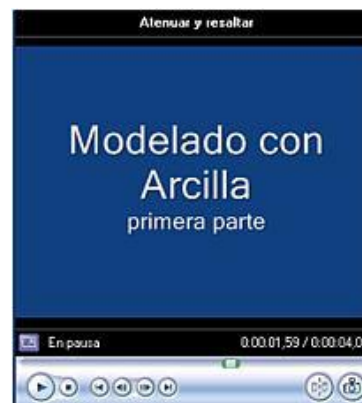 Atenuar y resaltar
Modelado con
Arcilla
primera parte
En pausa 0:00:01,59 / 0:00:04,0